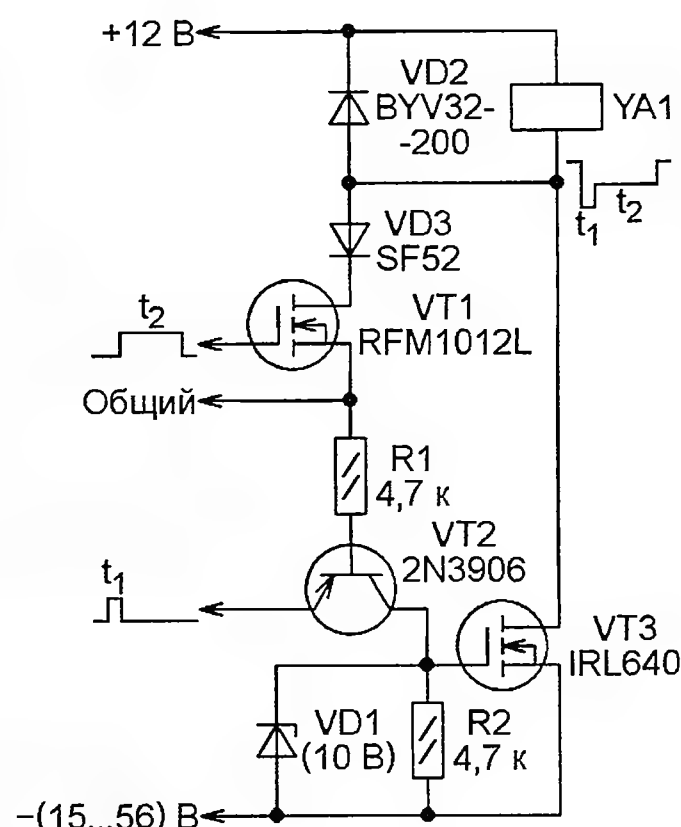 +12 В
VD2
BYV32-
-200
YA1
t1
t2
VD3
SF52
t2
VT1
RFM1012L
Общий
R1
4,7 к
VT2
2N3906
t1
VT3
IRL640
VD1
(10 В)
R2
4,7 к
−(15...56) В